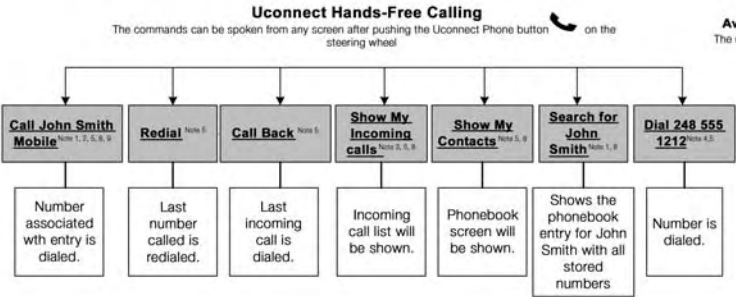 Uconnect Hands-Free Calling
The commands can be spoken from any screen after pushing the Uconnect Phone button on the
steering wheel
Av
The
Call John Smith
Mobile Note 1, 2, 5, 8, 9
Redial Note 5
Call Back Note 5
Show My
Incoming
calls Note 3, 5, 8
Show My
Contacts Note 5, 8
Search for
John
Smith Note 1, 8
Dial 248 555
1212 Note 4,5
Number
associated
wth entry is
dialed.
Last
number
called is
redialed.
Last
incoming
call is
dialed.
Incoming
call list will
be shown.
Phonebook
screen will
be shown.
Shows the
phonebook
entry for John
Smith with all
stored
numbers
Number is
dialed.